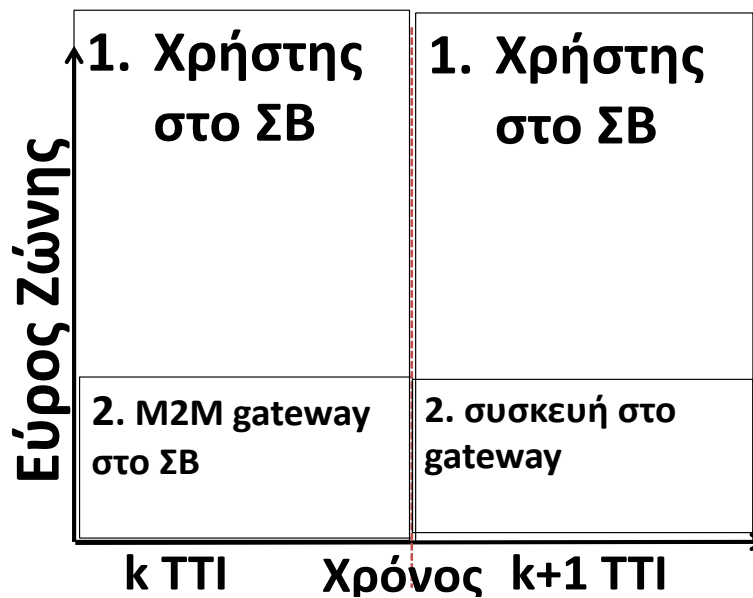 Εύρος Ζώνης
1. Χρήστης
στο ΣΒ
1. Χρήστης
στο ΣΒ
2. M2M gateway
στο ΣΒ
2. συσκευή στο
gateway
k TTI
Χρόνος
k+1 TTI